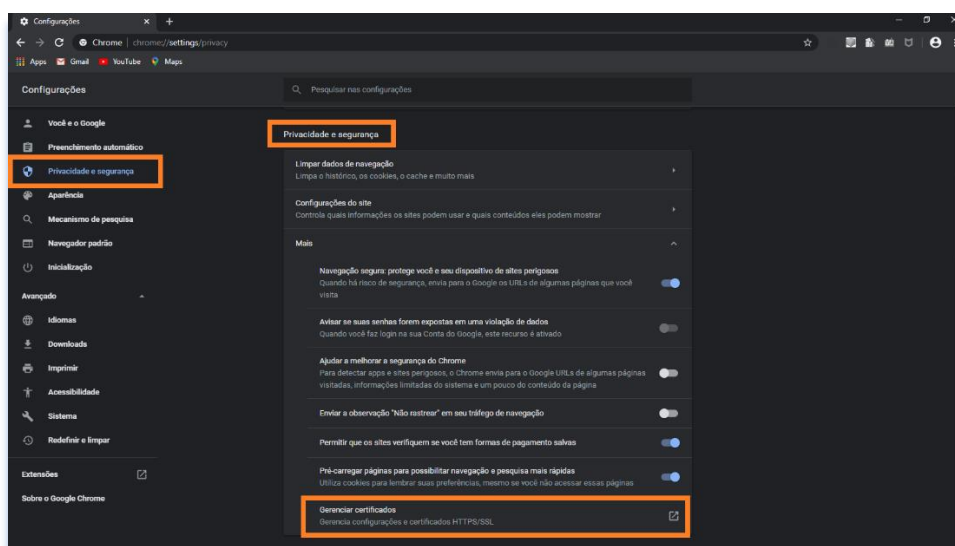 Configurações
Chrome | chrome://settings/privacy
Apps Gmail YouTube Maps
Configurações
Pesquisar nas configurações
Você e o Google
Preenchimento automático
Privacidade e segurança
Aparência
Mecanismo de pesquisa
Navegador padrão
Inicialização
Avançado
Idiomas
Downloads
Imprimir
Acessibilidade
Sistema
Redefinir e limpar
Extensões
Sobre o Google Chrome
Privacidade e segurança
Limpar dados de navegação
Limpa o histórico, os cookies, o cache e muito mais
Configurações do site
Controla quais informações os sites podem usar e quais conteúdos eles podem mostrar
Mais
Navegação segura: protege você e seu dispositivo de sites perigosos
Quando há risco de segurança, envia para o Google os URLs de algumas páginas que você
visita
Avisar se suas senhas forem expostas em uma violação de dados
Quando você faz login na sua Conta do Google, este recurso é ativado
Ajudar a melhorar a segurança do Chrome
Para detectar apps e sites perigosos, o Chrome envia para o Google URLs de algumas páginas
visitadas, informações limitadas do sistema e um pouco do conteúdo da página
Enviar a observação "Não rastrear" em seu tráfego de navegação
Permitir que os sites verifiquem se você tem formas de pagamento salvas
Pré-carregar páginas para possibilitar navegação e pesquisa mais rápidas
Utiliza cookies para lembrar suas preferências, mesmo se você não acessar essas páginas
Gerenciar certificados
Gerencia configurações e certificados HTTPS/SSL